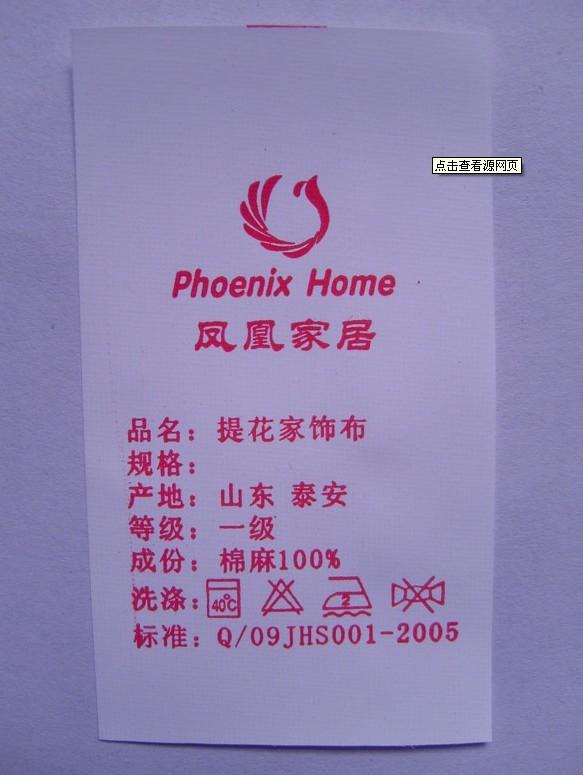 点击查看源网页
Phoenix Home
凤凰家居
品名：提花家饰布
规格：
产地：山东 泰安
等级：一级
成份：棉麻100%
洗涤：40℃ 2
标准：Q/09JHS001-2005